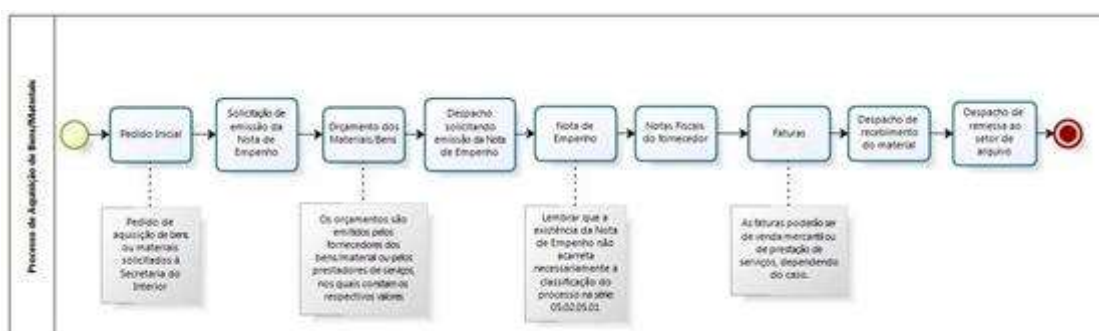 Processo de Aquisição de Bens/Materiais
Pedido Inicial
Solicitação de
emissão da
Nota de
Empenho
Orçamento dos
Materiais/Bens
Despacho
solicitando
emissão da Nota
de Empenho
Nota de
Empenho
Notas Fiscais
do fornecedor
Faturas
Despacho de
recebimento
do material
Despacho de
remessa ao
setor de
arquivo
Pedido de
aquisição de bens
ou materiais
solicitados à
Secretaria do
Interior
Os orçamentos são
emitidos pelos
fornecedores dos
bens/material ou pelos
prestadores de serviços,
nos quais constam os
respectivos valores.
Lembrar que a
existência da Nota
de Empenho não
acarreta
necessariamente a
classificação do
processo na série
05.02.05.01
As faturas poderão ser
de venda mercantil ou
de prestação de
serviços, dependendo
do caso.